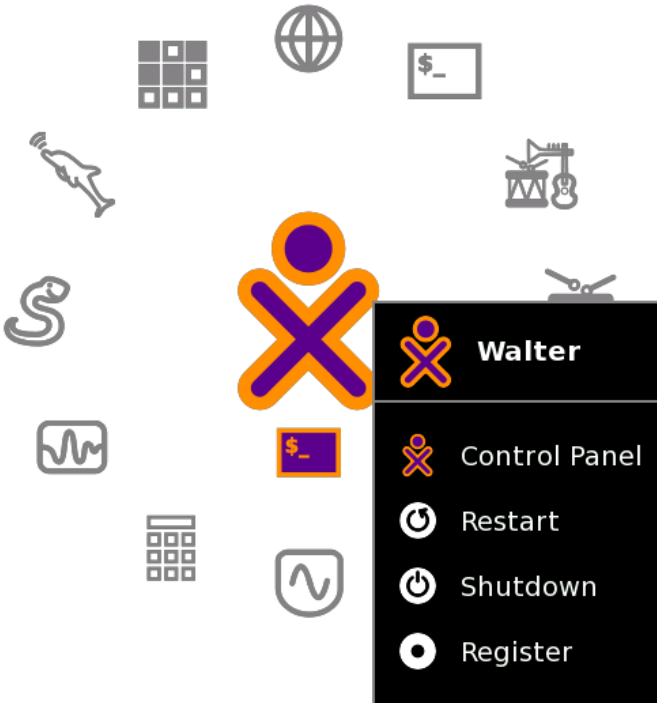 $_
Walter
$_
Control Panel
Restart
Shutdown
Register